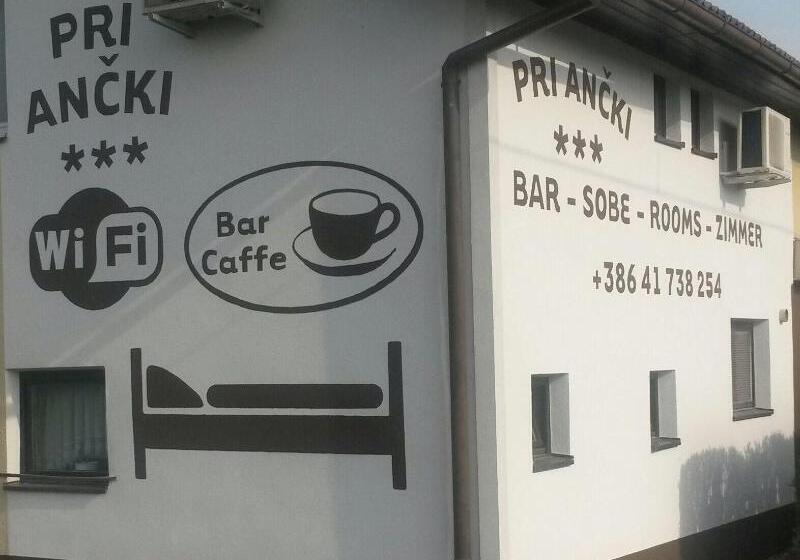 PRI
ANČKI
***
WiFi
Bar
Caffe
PRI ANČKI
***
BAR - SOBE - ROOMS - ZIMMER
+386 41 738 254